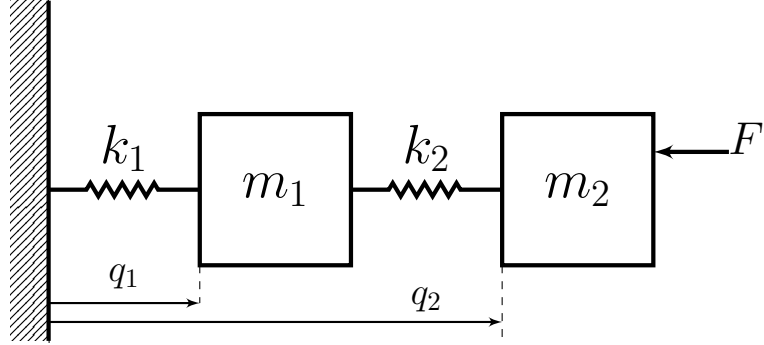 k₁ k₂ F
m₁ m₂
q₁ q₂